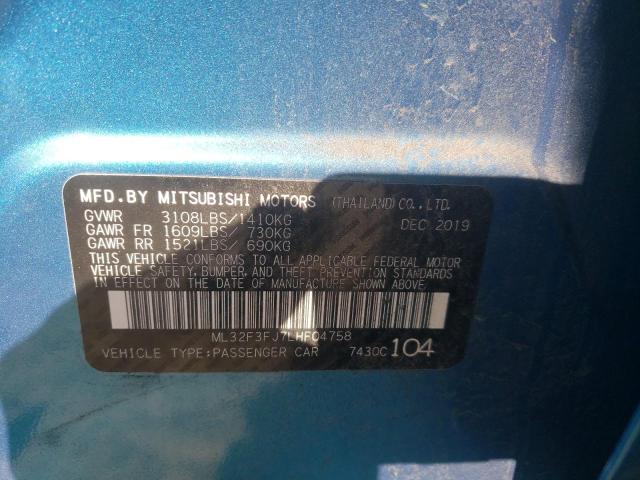 MFD.BY MITSUBISHI MOTORS (THAILAND)CO.,LTD.
GVWR 3108LBS/1410KG DEC 2019
GAWR FR 1609LBS/ 730KG
GAWR RR 1521LBS/ 690KG
THIS VEHICLE CONFORMS TO ALL APPLICABLE FEDERAL MOTOR
VEHICLE SAFETY, BUMPER, AND THEFT PREVENTION STANDARDS
IN EFFECT ON THE DATE OF MANUFACTURE SHOWN ABOVE.
ML32F3FJ7LHF04758
VEHICLE TYPE:PASSENGER CAR 7430C 104